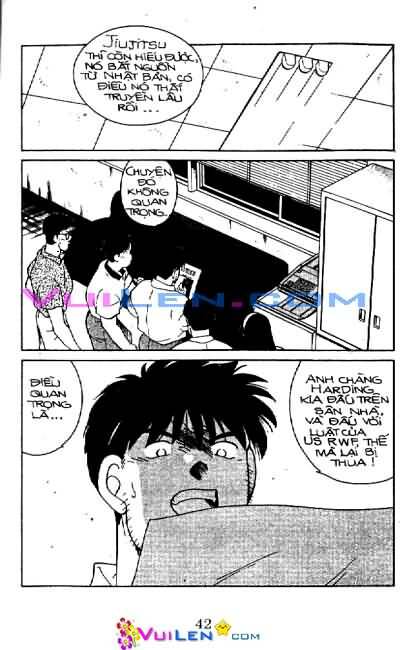 JIUJITSU
THÌ CÒN HIỂU ĐƯỢC,
NÓ BẮT NGUỒN
TỪ NHẬT BẢN, CÓ
ĐIỀU NÓ THẤT
TRUYỀN LÂU
RỒI...
CHUYỆN
ĐÓ KHÔNG
QUAN
TRỌNG.
VUILEN.COM
ĐIỀU
QUAN
TRỌNG
LÀ...
ANH CHÀNG
HARDING
KIA ĐẤU TRÊN
SÂN NHÀ,
VÀ ĐẤU VỚI
LUẬT CỦA
US RWF, THẾ
MÀ LẠI BỊ
THUA!
42
VUILEN COM